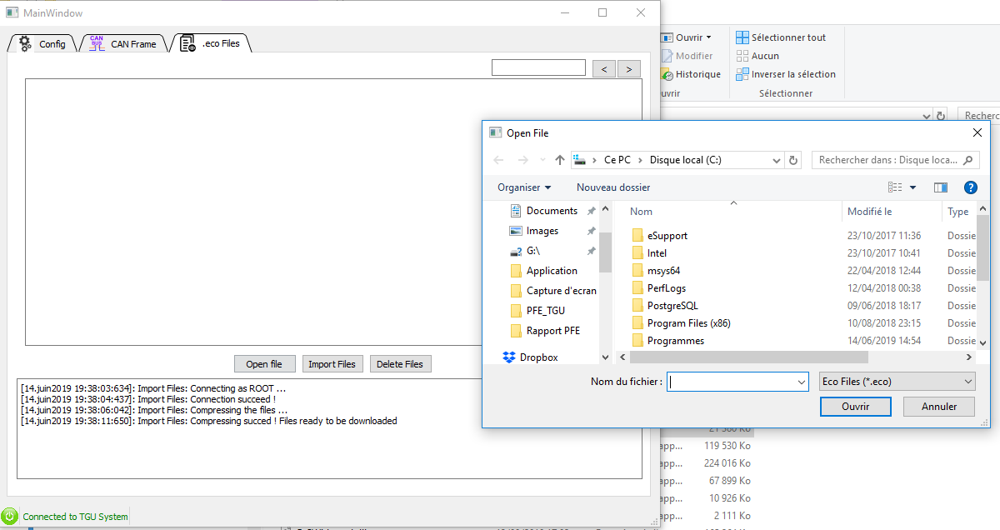 MainWindow
Config
CAN BUS
CAN Frame
.eco Files
<
>
Open file
Import Files
Delete Files
[14.juin2019 19:38:03:634]: Import Files: Connecting as ROOT ...
[14.juin2019 19:38:04:437]: Import Files: Connection succeed !
[14.juin2019 19:38:06:042]: Import Files: Compressing the files ...
[14.juin2019 19:38:11:650]: Import Files: Compressing succed ! Files ready to be downloaded
Connected to TGU System
Ouvrir
Modifier
Historique
uvrir
Sélectionner tout
Aucun
Inverser la sélection
Sélectionner
Recherc
Open File
Ce PC > Disque local (C:)
Rechercher dans : Disque loca...
Organiser
Nouveau dossier
Documents
Images
G:\
Application
Capture d'ecran
PFE_TGU
Rapport PFE
Dropbox
Nom Modifié le Type
eSupport 23/10/2017 11:36 Dossie
Intel 23/10/2017 10:41 Dossie
msys64 22/04/2018 12:44 Dossie
PerfLogs 12/04/2018 00:38 Dossie
PostgreSQL 09/06/2018 18:17 Dossie
Program Files (x86) 10/08/2018 23:15 Dossie
Programmes 14/06/2019 14:54 Dossie
Nom du fichier :
Eco Files (*.eco)
Ouvrir
Annuler
app... 119 530 Ko
app... 224 016 Ko
app... 67 899 Ko
app... 10 926 Ko
app... 2 111 Ko